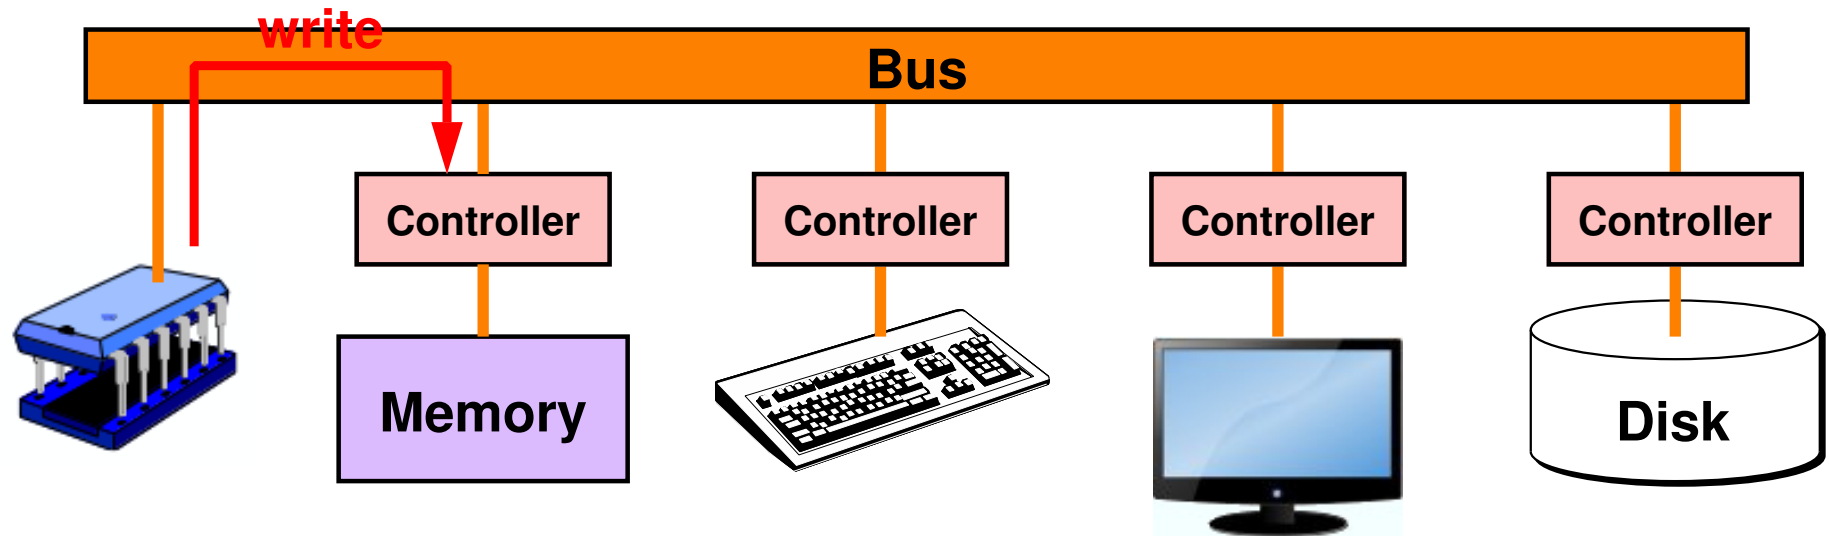 write
Bus
Controller
Controller
Controller
Controller
Memory
Disk